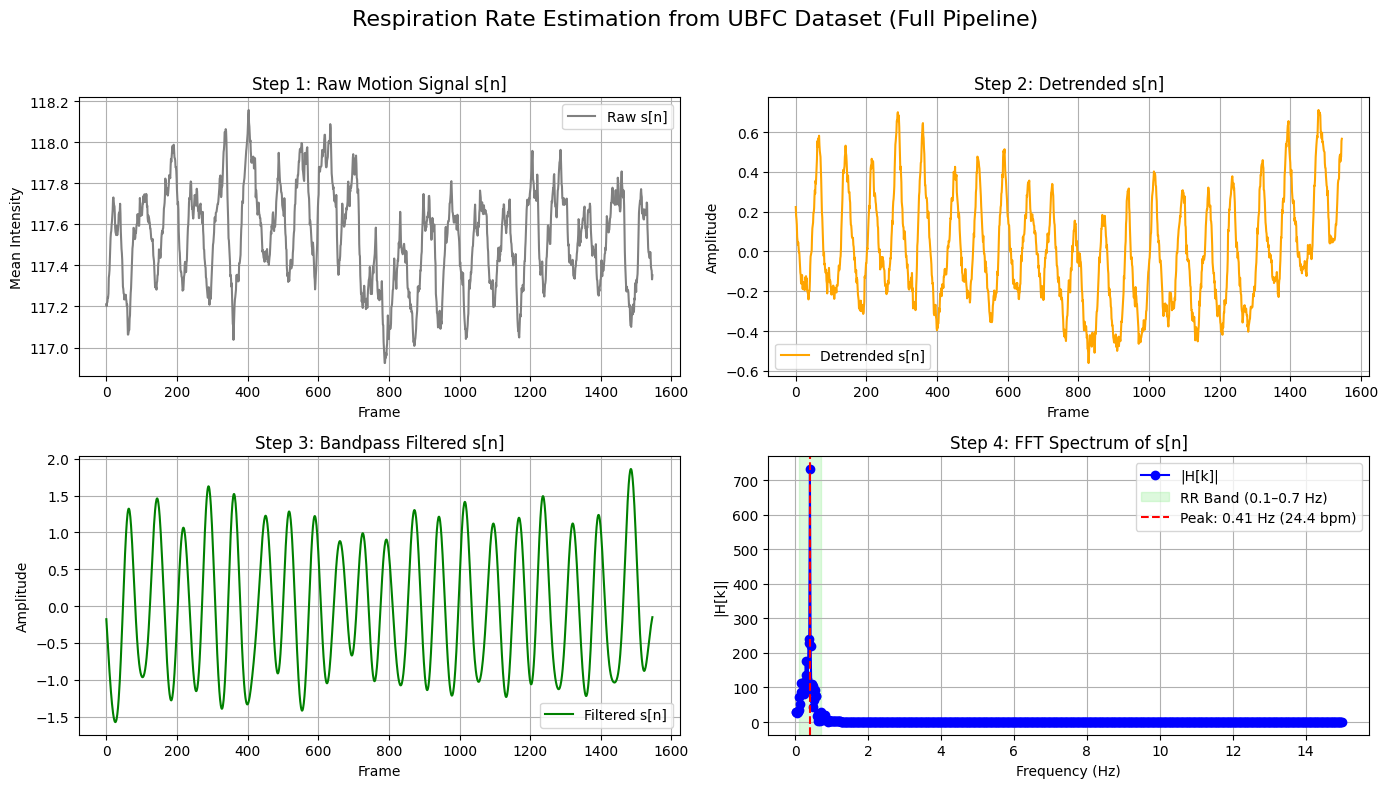 Respiration Rate Estimation from UBFC Dataset (Full Pipeline)
Step 1: Raw Motion Signal s[n]
Mean Intensity
118.2
118.0
117.8
117.6
117.4
117.2
117.0
Raw s[n]
0 200 400 600 800 1000 1200 1400 1600
Frame
Step 2: Detrended s[n]
Amplitude
0.6
0.4
0.2
0.0
−0.2
−0.4
−0.6
Detrended s[n]
0 200 400 600 800 1000 1200 1400 1600
Frame
Step 3: Bandpass Filtered s[n]
Amplitude
2.0
1.5
1.0
0.5
0.0
−0.5
−1.0
−1.5
Filtered s[n]
0 200 400 600 800 1000 1200 1400 1600
Frame
Step 4: FFT Spectrum of s[n]
|H[k]|
700
600
500
400
300
200
100
0
|H[k]|
RR Band (0.1–0.7 Hz)
Peak: 0.41 Hz (24.4 bpm)
0 2 4 6 8 10 12 14
Frequency (Hz)